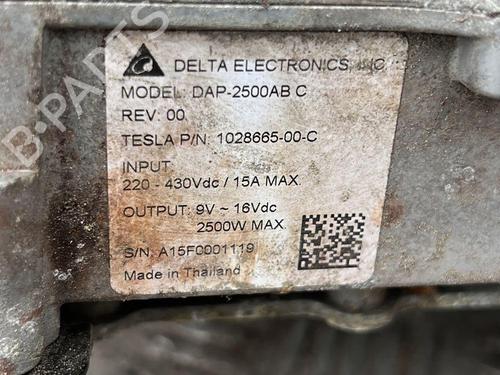 DELTA ELECTRONICS, INC
MODEL: DAP-2500AB C
REV: 00
TESLA P/N: 1028665-00-C
INPUT:
220 - 430Vdc / 15A MAX.
OUTPUT: 9V ~ 16Vdc
2500W MAX.
S/N: A15F0001119
Made in Thailand
B-PARTS